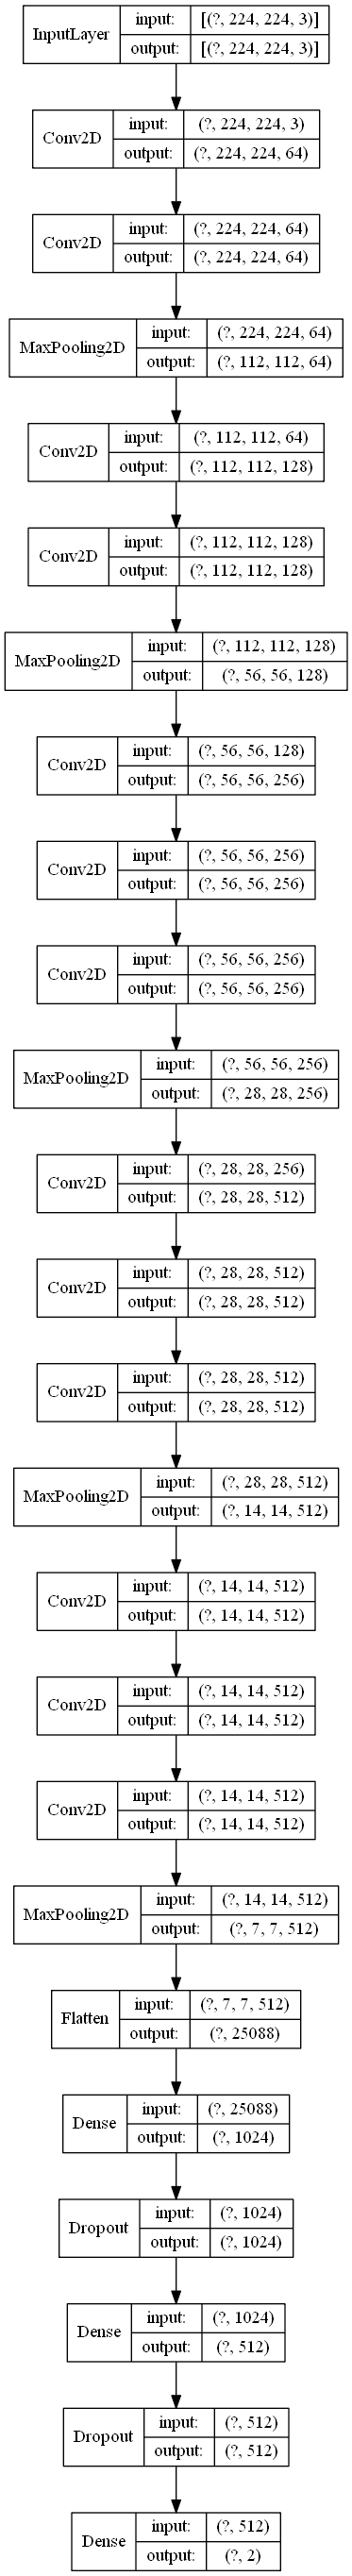 InputLayer input: [(?, 224, 224, 3)]
output: [(?, 224, 224, 3)]
Conv2D input: (?, 224, 224, 3)
output: (?, 224, 224, 64)
Conv2D input: (?, 224, 224, 64)
output: (?, 224, 224, 64)
MaxPooling2D input: (?, 224, 224, 64)
output: (?, 112, 112, 64)
Conv2D input: (?, 112, 112, 64)
output: (?, 112, 112, 128)
Conv2D input: (?, 112, 112, 128)
output: (?, 112, 112, 128)
MaxPooling2D input: (?, 112, 112, 128)
output: (?, 56, 56, 128)
Conv2D input: (?, 56, 56, 128)
output: (?, 56, 56, 256)
Conv2D input: (?, 56, 56, 256)
output: (?, 56, 56, 256)
Conv2D input: (?, 56, 56, 256)
output: (?, 56, 56, 256)
MaxPooling2D input: (?, 56, 56, 256)
output: (?, 28, 28, 256)
Conv2D input: (?, 28, 28, 256)
output: (?, 28, 28, 512)
Conv2D input: (?, 28, 28, 512)
output: (?, 28, 28, 512)
Conv2D input: (?, 28, 28, 512)
output: (?, 28, 28, 512)
MaxPooling2D input: (?, 28, 28, 512)
output: (?, 14, 14, 512)
Conv2D input: (?, 14, 14, 512)
output: (?, 14, 14, 512)
Conv2D input: (?, 14, 14, 512)
output: (?, 14, 14, 512)
Conv2D input: (?, 14, 14, 512)
output: (?, 14, 14, 512)
MaxPooling2D input: (?, 14, 14, 512)
output: (?, 7, 7, 512)
Flatten input: (?, 7, 7, 512)
output: (?, 25088)
Dense input: (?, 25088)
output: (?, 1024)
Dropout input: (?, 1024)
output: (?, 1024)
Dense input: (?, 1024)
output: (?, 512)
Dropout input: (?, 512)
output: (?, 512)
Dense input: (?, 512)
output: (?, 2)